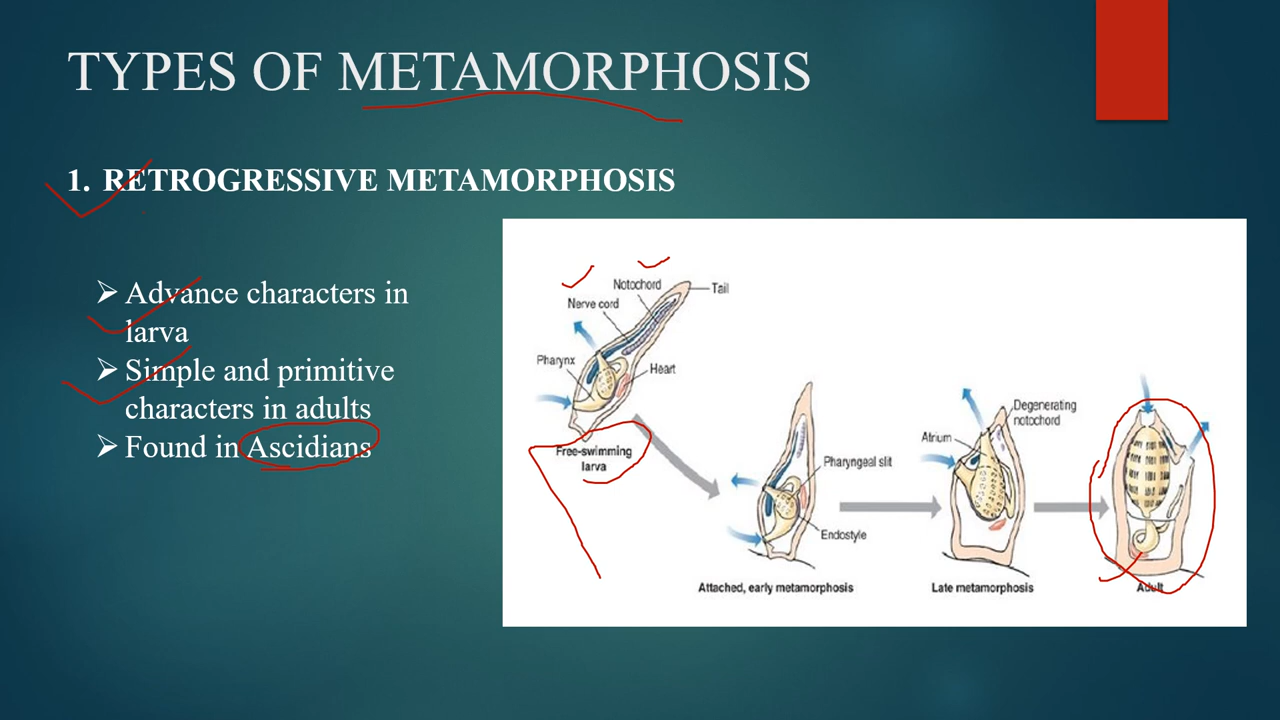 TYPES OF METAMORPHOSIS
1. RETROGRESSIVE METAMORPHOSIS
Advance characters in
larva
Simple and primitive
characters in adults
Found in Ascidians
Notochord
Tail
Nerve cord
Pharynx
Heart
Free-swimming
larva
Pharyngeal slit
Endostyle
Attached, early metamorphosis
Degenerating
notochord
Atrium
Late metamorphosis
Adult